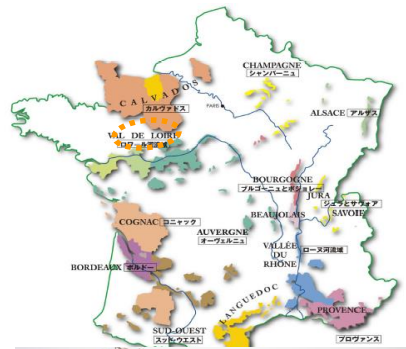 CHAMPAGNE
シャンパーニュ
CALVADOS
カルヴァドス
PARIS
ALSACE アルザス
VAL DE LOIRE
ロワール河流域
BOURGOGNE
ブルゴーニュとボジョレー
JURA
ジュラとサヴォア
SAVOIE
COGNAC コニャック
BEAUJOLAIS
AUVERGNE
オーヴェルニュ
VALLÉE
DU
RHÔNE
ローヌ河流域
BORDEAUX ボルドー
LANGUEDOC
PROVENCE
プロヴァンス
SUD-OUEST
スッド・ウエスト